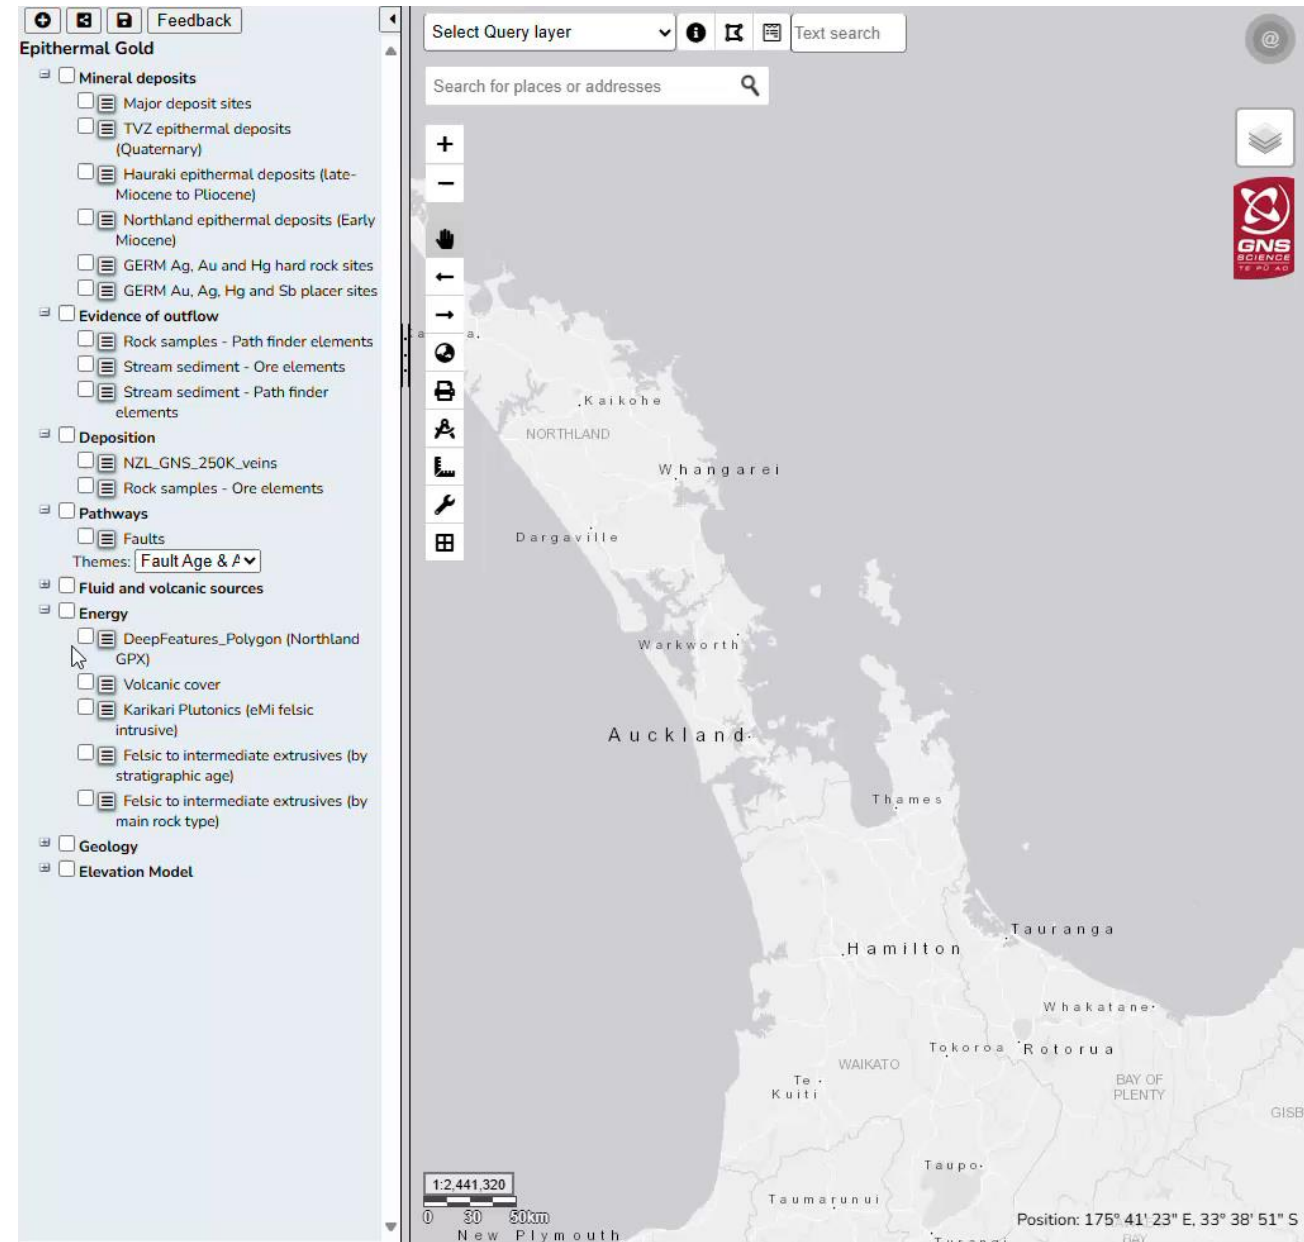 Feedback
Epithermal Gold
Mineral deposits
Major deposit sites
TVZ epithermal deposits
(Quaternary)
Hauraki epithermal deposits (late-
Miocene to Pliocene)
Northland epithermal deposits (Early
Miocene)
GERM Ag, Au and Hg hard rock sites
GERM Au, Ag, Hg and Sb placer sites
Evidence of outflow
Rock samples - Path finder elements
Stream sediment - Ore elements
Stream sediment - Path finder
elements
Deposition
NZL_GNS_250K_veins
Rock samples - Ore elements
Pathways
Faults
Themes: Fault Age & A
Fluid and volcanic sources
Energy
DeepFeatures_Polygon (Northland
GPX)
Volcanic cover
Karikari Plutonics (eMi felsic
intrusive)
Felsic to intermediate extrusives (by
stratigraphic age)
Felsic to intermediate extrusives (by
main rock type)
Geology
Elevation Model
Select Query layer
Text search
Search for places or addresses
@
GNS
SCIENCE
TE PŪ AO
Kaikohe
NORTHLAND
Whangarei
Dargaville
Warkworth
Auckland
Thames
Tauranga
Hamilton
Whakatane
Tokoroa
Rotorua
WAIKATO
Te
Kuiti
BAY OF
PLENTY
GISB
Taupo
Taumarunui
1:2,441,320
0 30 50km
New Plymouth
Position: 175° 41' 23" E, 33° 38' 51" S